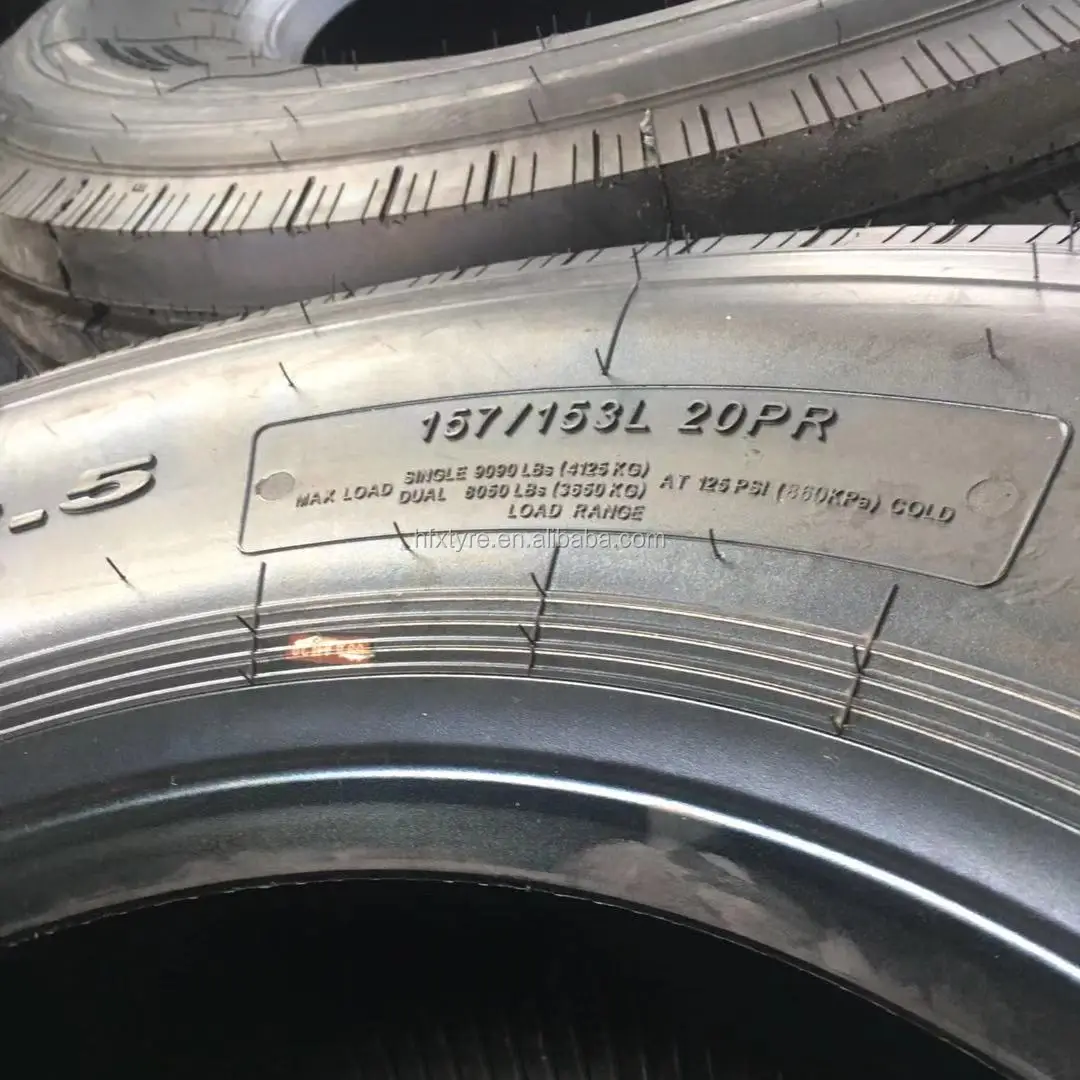 157/153L 20PR
SINGLE 9090 LBs (4125 KG)
MAX LOAD DUAL 8050 LBs (3650 KG) AT 125 PSI (860KPa) COLD
LOAD RANGE
.5
hfxtyre.en.alibaba.com